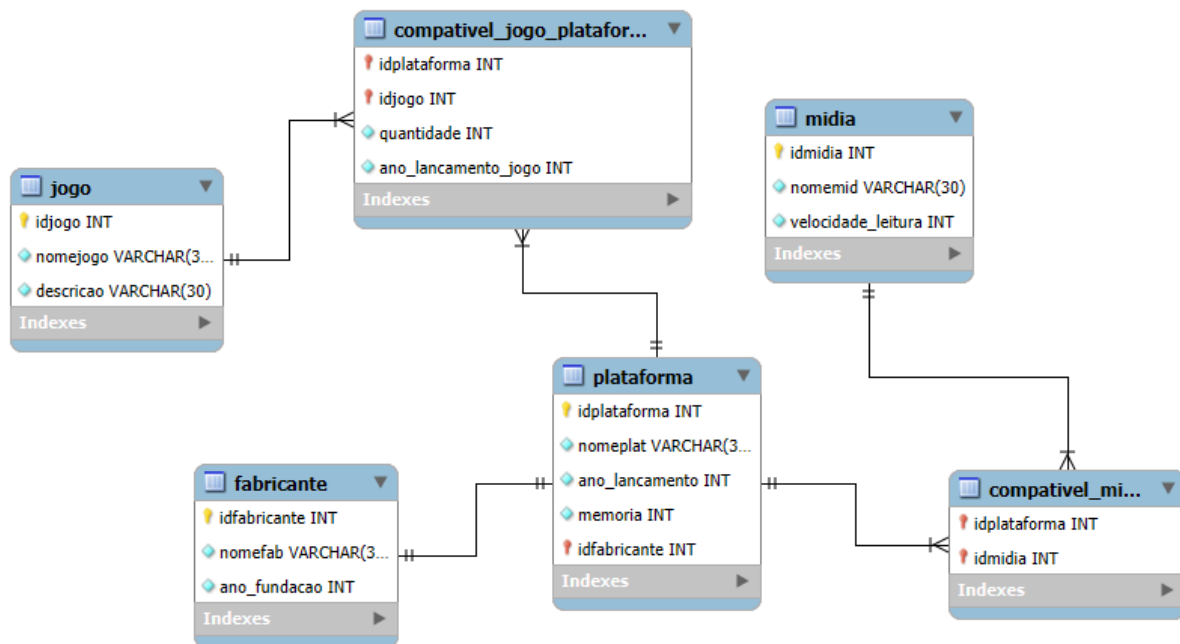 compativel_jogo_platafor...
idplataforma INT
idjogo INT
quantidade INT
ano_lancamento_jogo INT
Indexes
midia
idmidia INT
nomemid VARCHAR(30)
velocidade_leitura INT
Indexes
jogo
idjogo INT
nomejogo VARCHAR(3...
descricao VARCHAR(30)
Indexes
plataforma
idplataforma INT
nomeplat VARCHAR(3...
ano_lancamento INT
memoria INT
idfabricante INT
Indexes
fabricante
idfabricante INT
nomefab VARCHAR(3...
ano_fundacao INT
Indexes
compativel_mi...
idplataforma INT
idmidia INT
Indexes